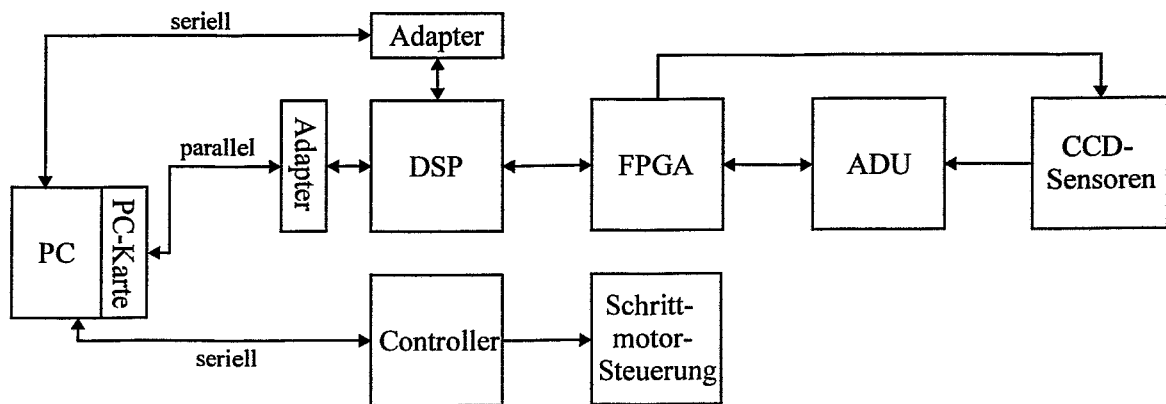 seriell
Adapter
parallel
Adapter
DSP
FPGA
ADU
CCD-
Sensoren
PC
PC-Karte
Controller
Schritt-
motor-
Steuerung
seriell